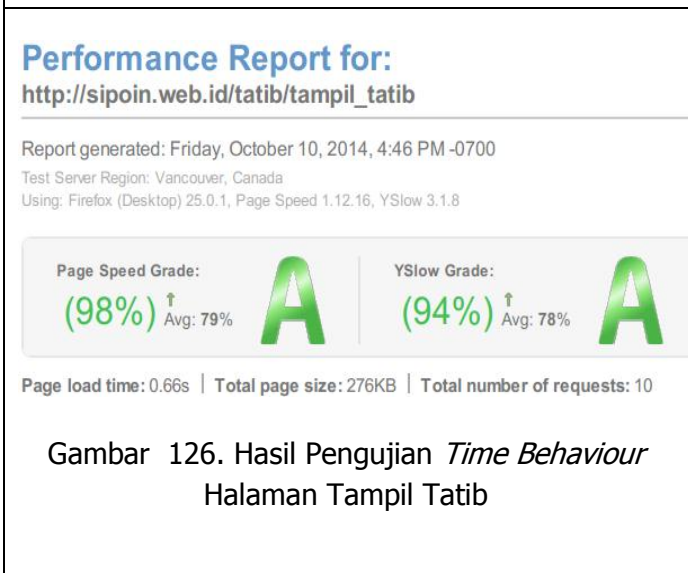 Performance Report for:
http://sipoin.web.id/tatib/tampil_tatib
Report generated: Friday, October 10, 2014, 4:46 PM -0700
Test Server Region: Vancouver, Canada
Using: Firefox (Desktop) 25.0.1, Page Speed 1.12.16, YSlow 3.1.8
Page Speed Grade:
(98%) ↑ Avg: 79% A
YSlow Grade:
(94%) ↑ Avg: 78% A
Page load time: 0.66s | Total page size: 276KB | Total number of requests: 10
Gambar 126. Hasil Pengujian Time Behaviour
Halaman Tampil Tatib